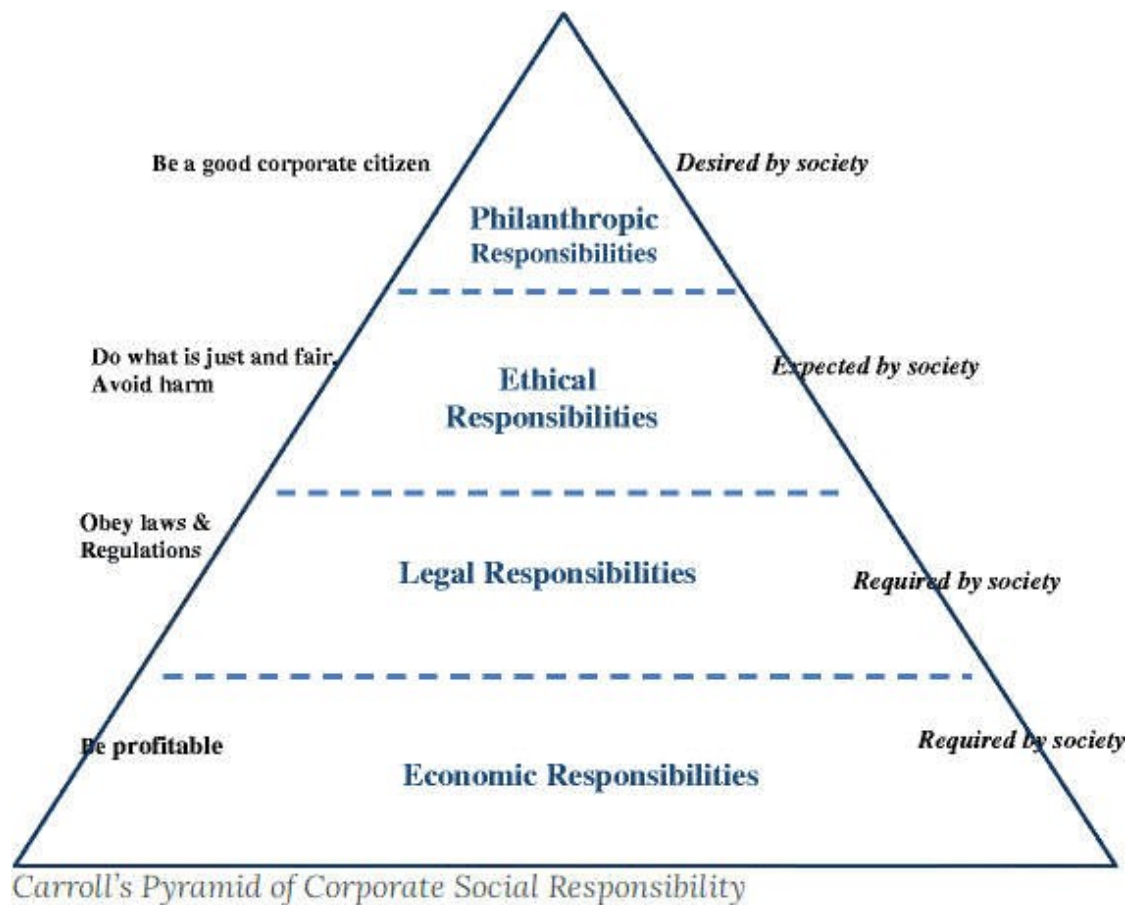 Be a good corporate citizen
Desired by society
Philanthropic
Responsibilities
Do what is just and fair,
Avoid harm
Expected by society
Ethical
Responsibilities
Obey laws &
Regulations
Legal Responsibilities
Required by society
Be profitable
Required by society
Economic Responsibilities
Carroll's Pyramid of Corporate Social Responsibility